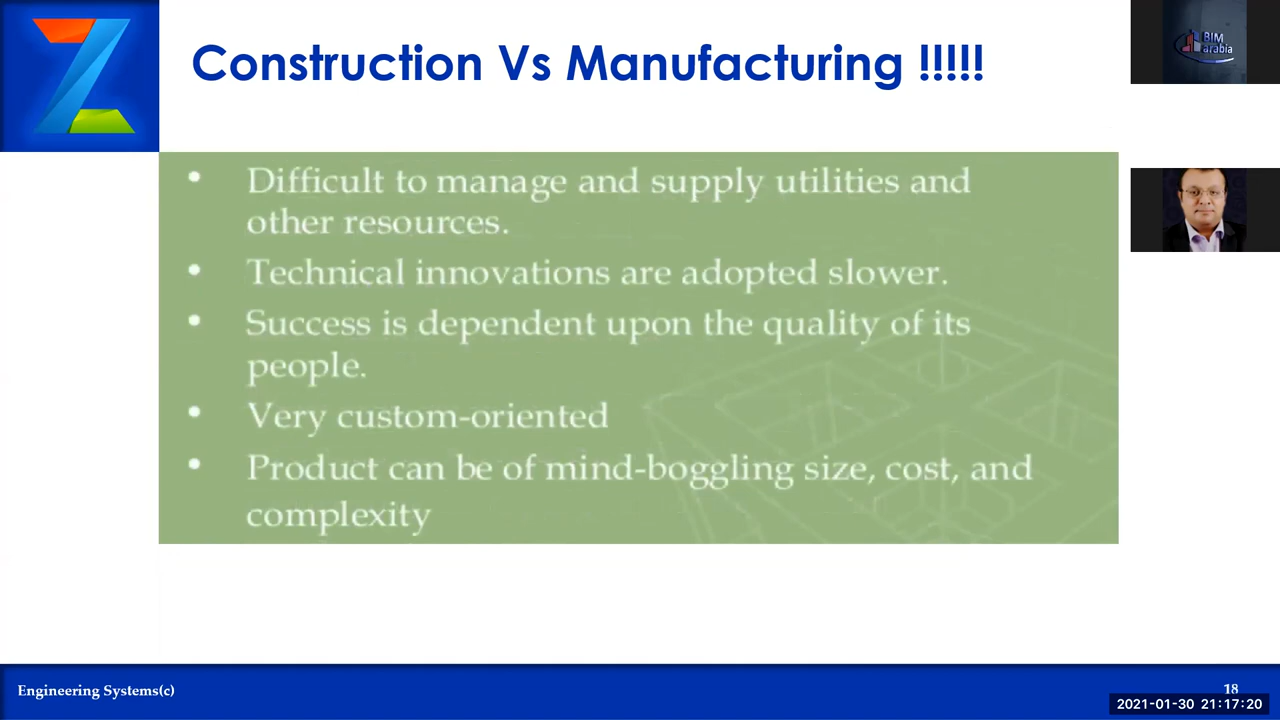 Construction Vs Manufacturing !!!!!
BIM
arabia
• Difficult to manage and supply utilities and
other resources.
• Technical innovations are adopted slower.
• Success is dependent upon the quality of its
people.
• Very custom-oriented
• Product can be of mind-boggling size, cost, and
complexity
Engineering Systems(c)
18
2021-01-30 21:17:20